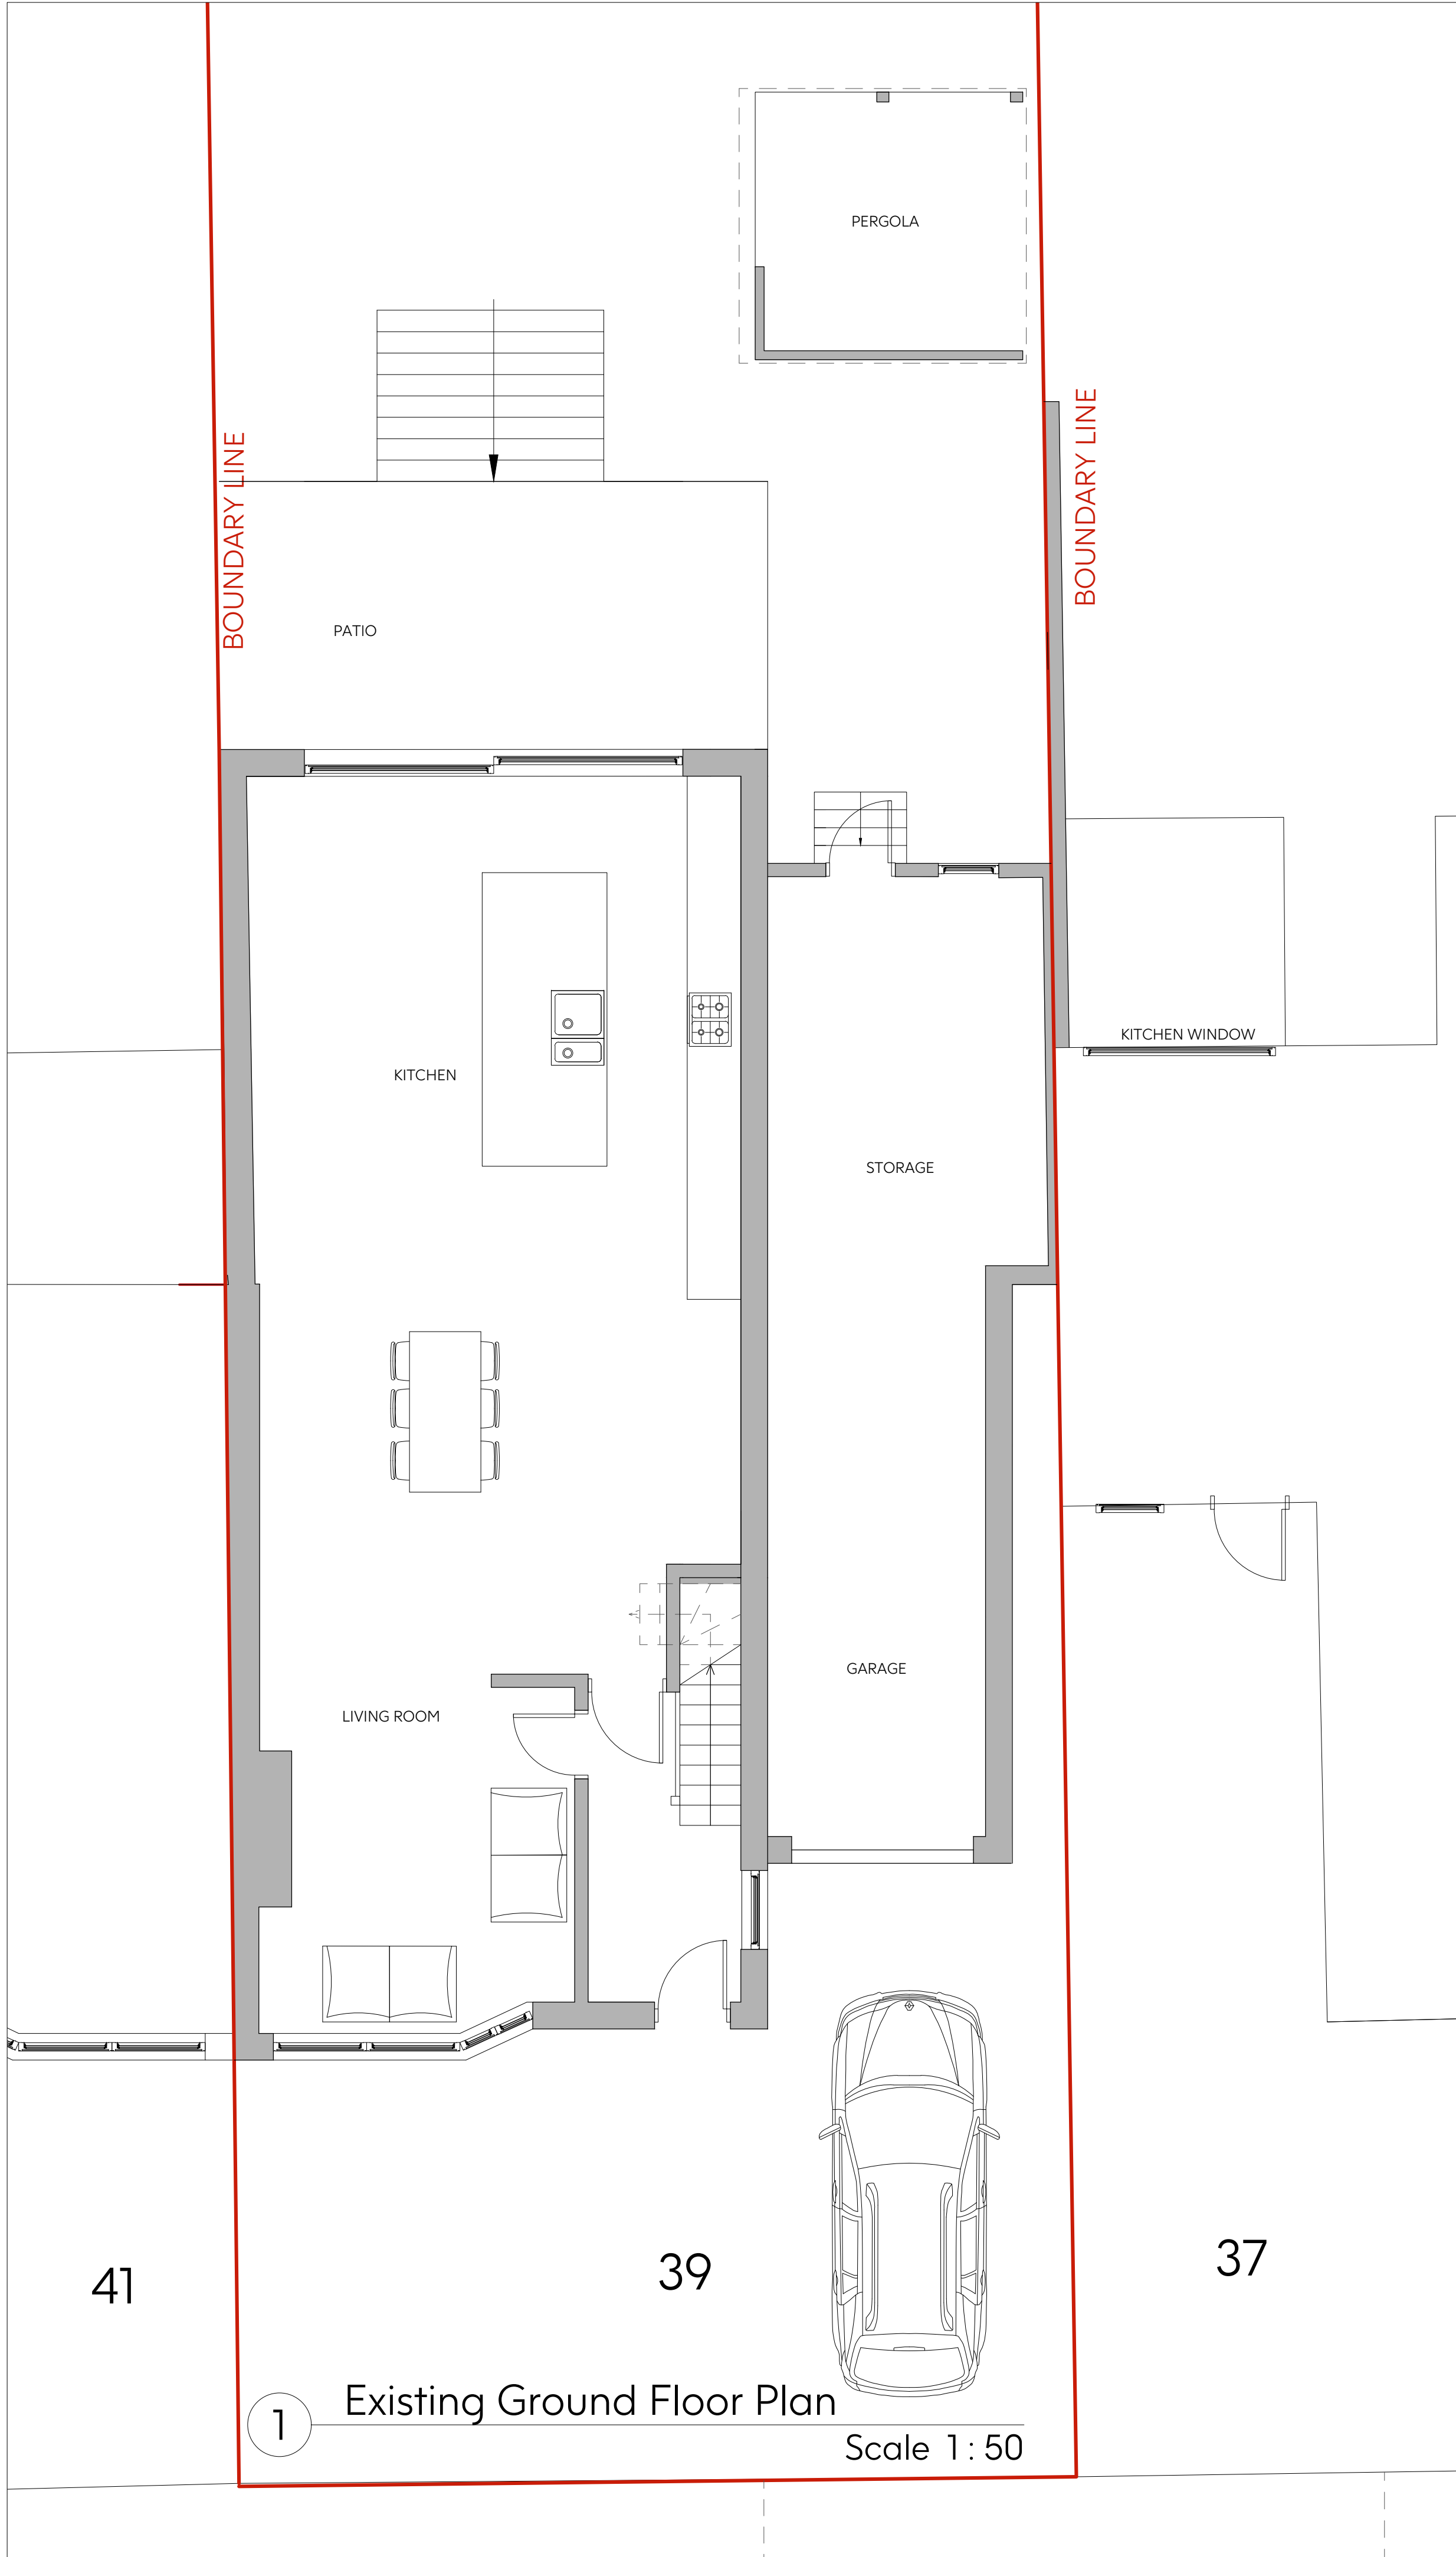 PERGOLA
BOUNDARY LINE
BOUNDARY LINE
PATIO
KITCHEN WINDOW
KITCHEN
STORAGE
GARAGE
LIVING ROOM
41
39
37
1
Existing Ground Floor Plan
Scale 1 : 50